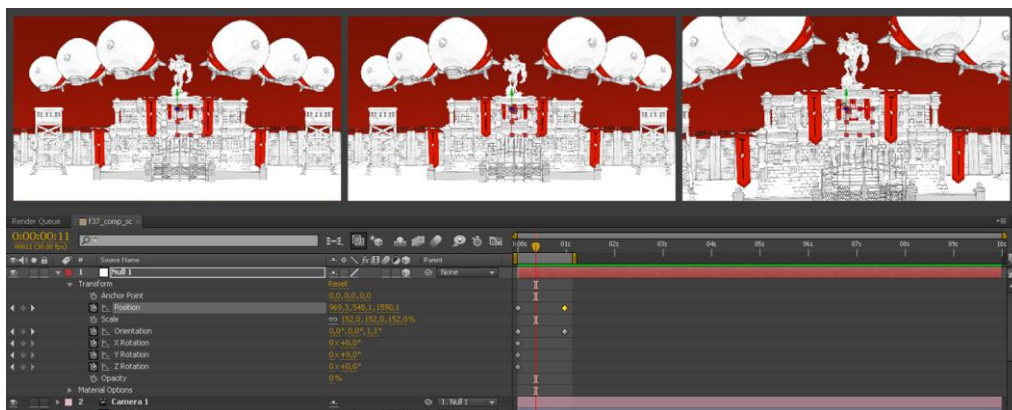 Render Queue f37_comp_sc
0:00:00:11
00011 (30.00 fps)
0:00s 01s 02s 03s 04s 05s 06s 07s 08s 09s 10s
# Source Name Parent
1 Null 1 None
Transform Reset
Anchor Point 0,0,0,0,0,0
Position 969,3,548,1,1590,1
Scale 152,0,152,0,152,0%
Orientation 0,0°,0,0°,1,1°
X Rotation 0 x +0,0°
Y Rotation 0 x +0,0°
Z Rotation 0 x +0,0°
Opacity 0%
Material Options
2 Camera 1 1. Null 1